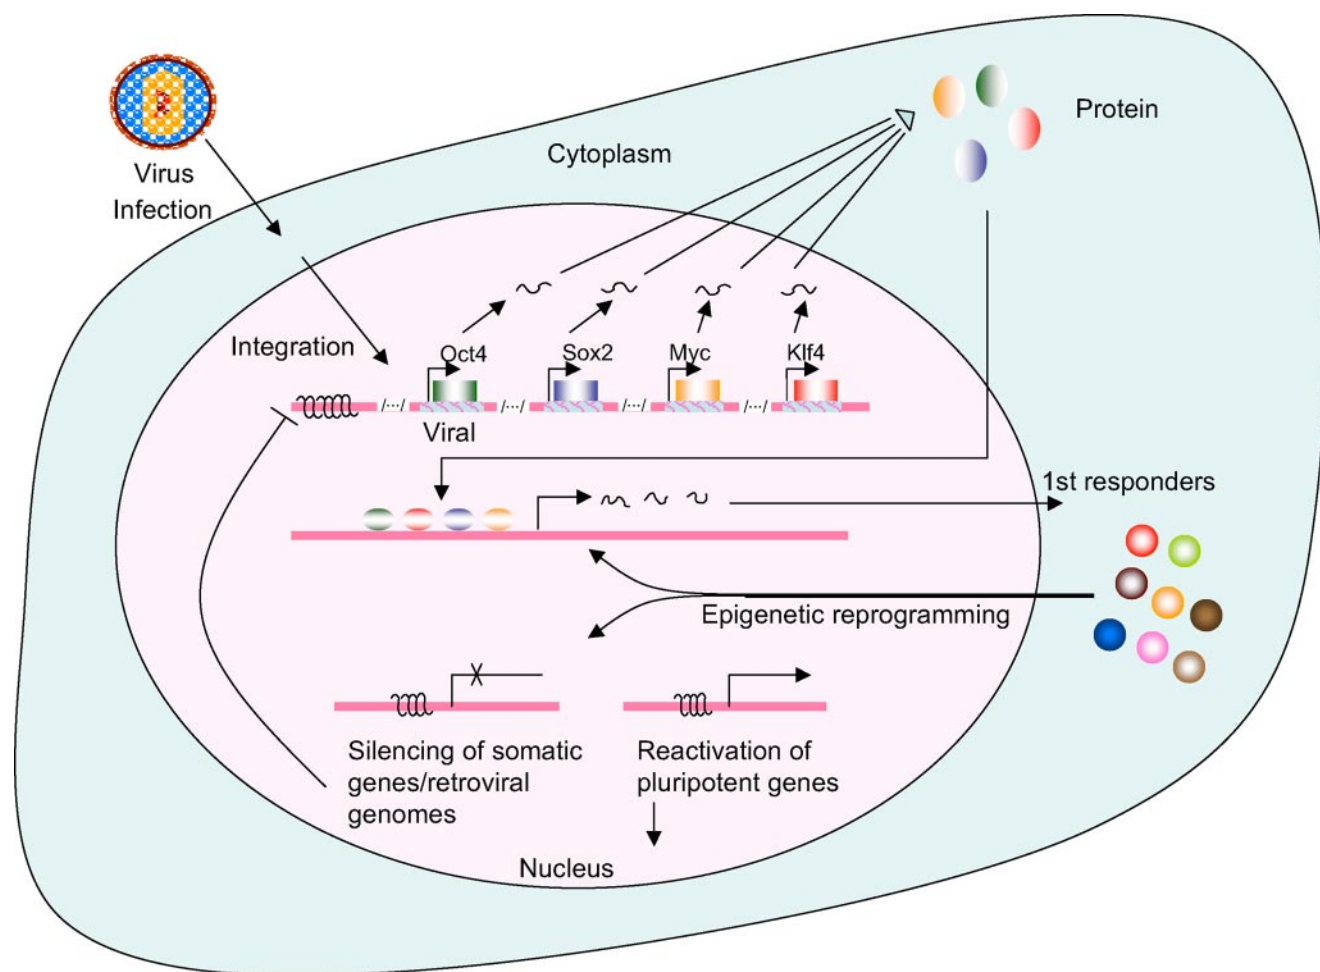 Virus
Infection
Cytoplasm
Protein
Integration
Oct4
Sox2
Myc
Klf4
/---/
/---/
/---/
/---/
Viral
1st responders
Epigenetic reprogramming
Silencing of somatic
genes/retroviral
genomes
Reactivation of
pluripotent genes
Nucleus